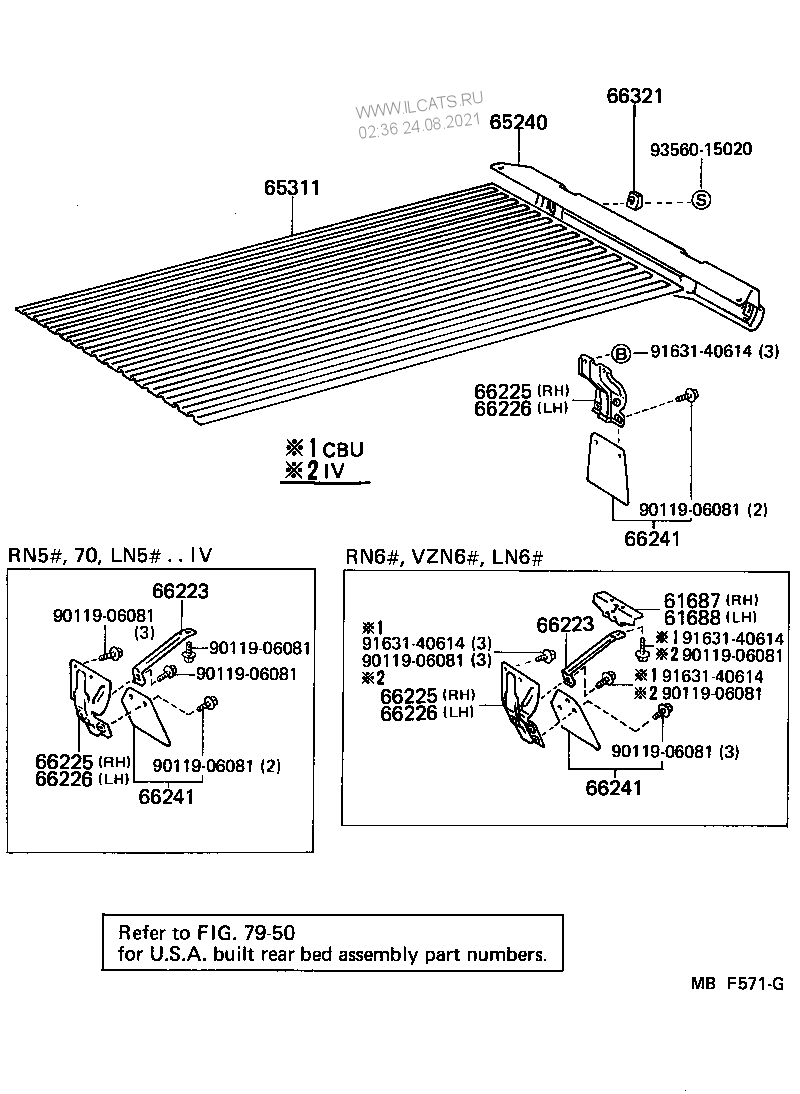 WWW.ILCATS.RU
02:36 24.08.2021
66321
65240
93560-15020
S
65311
B 91631-40614 (3)
66225 (RH)
66226 (LH)
※1 CBU
※2 IV
90119-06081 (2)
66241
RN5#, 70, LN5#...IV
66223
90119-06081
(3)
90119-06081
90119-06081
66225 (RH)
66226 (LH)
90119-06081 (2)
66241
RN6#, VZN6#, LN6#
61687 (RH)
61688 (LH)
※1
66223
91631-40614 (3)
90119-06081 (3)
※1 91631-40614
※2 90119-06081
※2
※1 91631-40614
※2 90119-06081
66225 (RH)
66226 (LH)
90119-06081 (3)
66241
Refer to FIG. 79-50
for U.S.A. built rear bed assembly part numbers.
MB F571-G